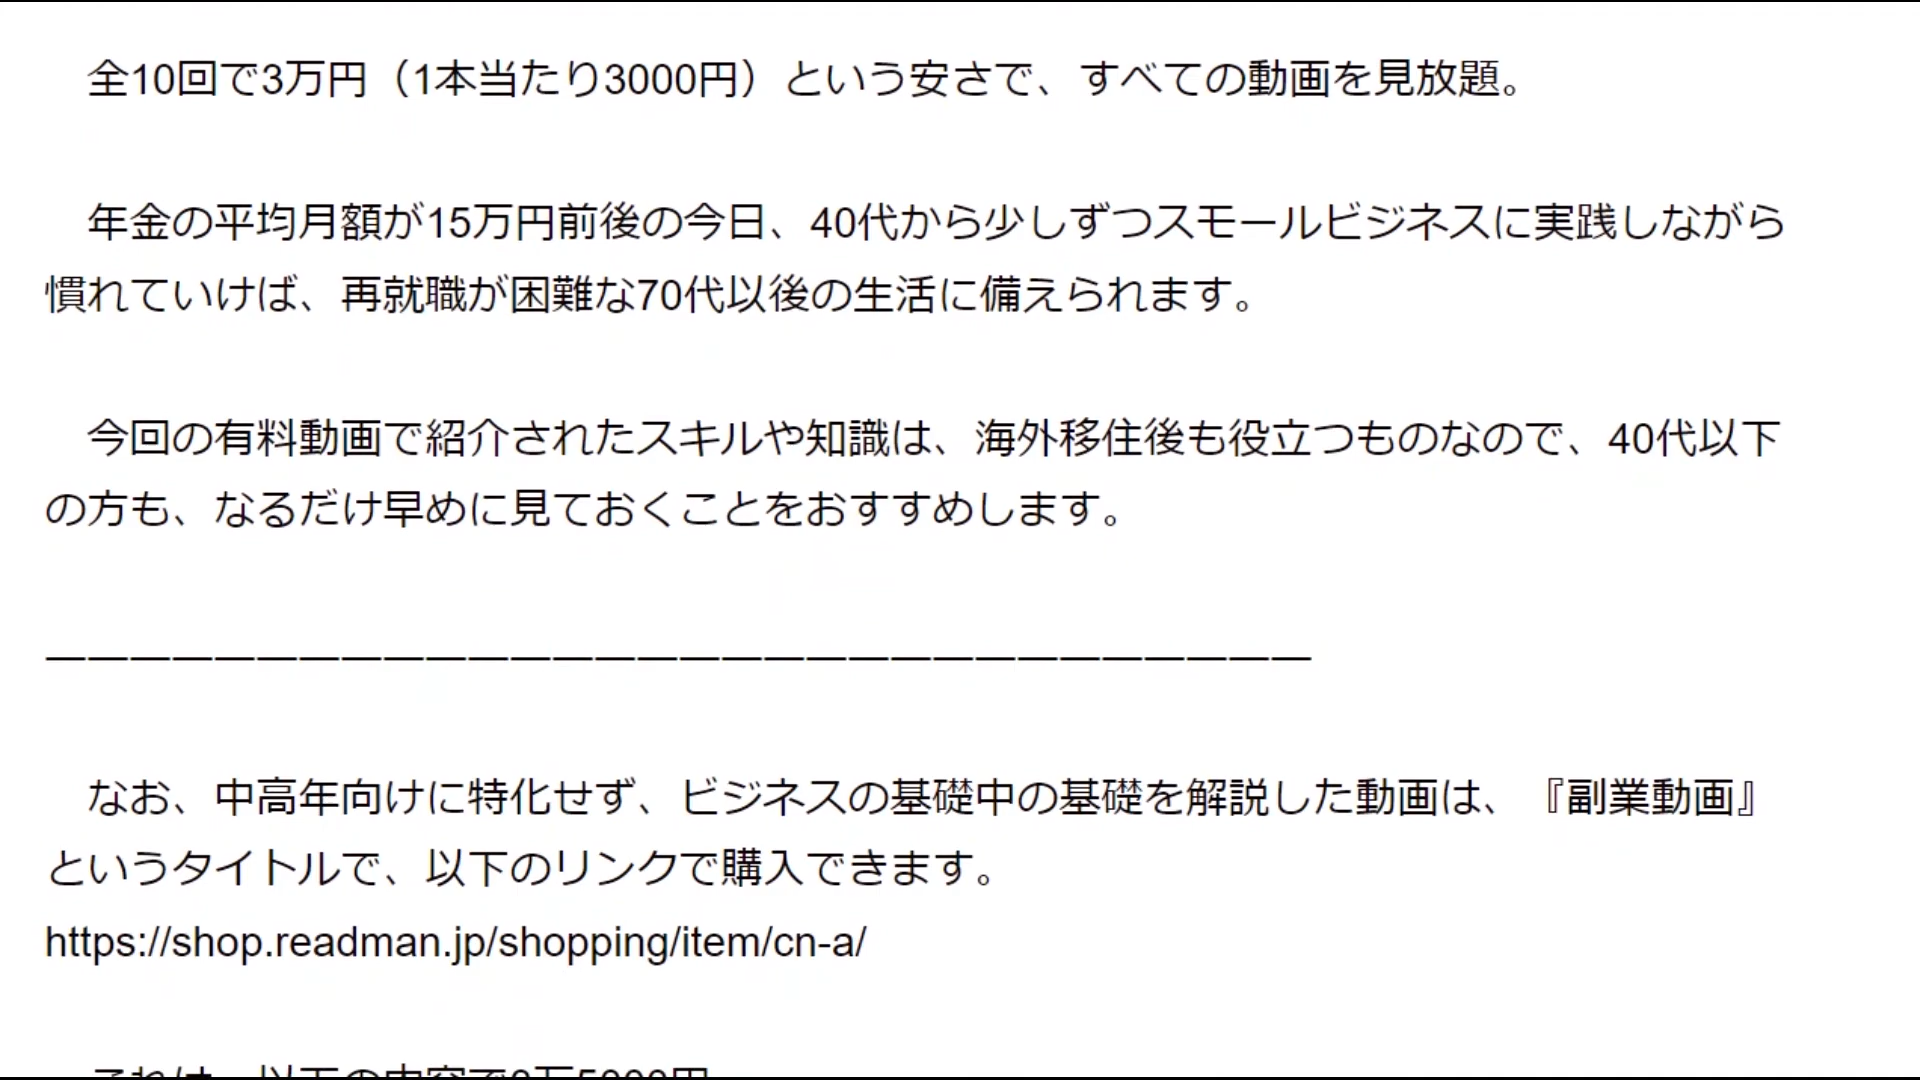 全10回で3万円（1本当たり3000円）という安さで、すべての動画を見放題。
年金の平均月額が15万円前後の今日、40代から少しずつスモールビジネスに実践しながら
慣れていけば、再就職が困難な70代以後の生活に備えられます。
今回の有料動画で紹介されたスキルや知識は、海外移住後も役立つものなので、40代以下
の方も、なるだけ早めに見ておくことをおすすめします。
――――――――――――――――――――――――――――――
なお、中高年向けに特化せず、ビジネスの基礎中の基礎を解説した動画は、『副業動画』
というタイトルで、以下のリンクで購入できます。
https://shop.readman.jp/shopping/item/cn-a/
これは、以下の内容で